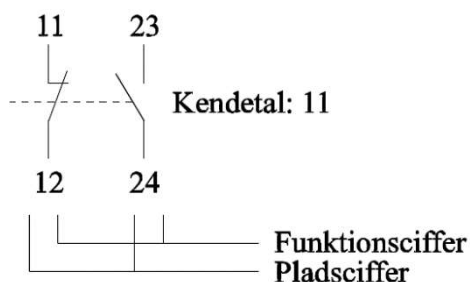 11 23
Kendetal: 11
12 24
Funktionsciffer
Pladsciffer